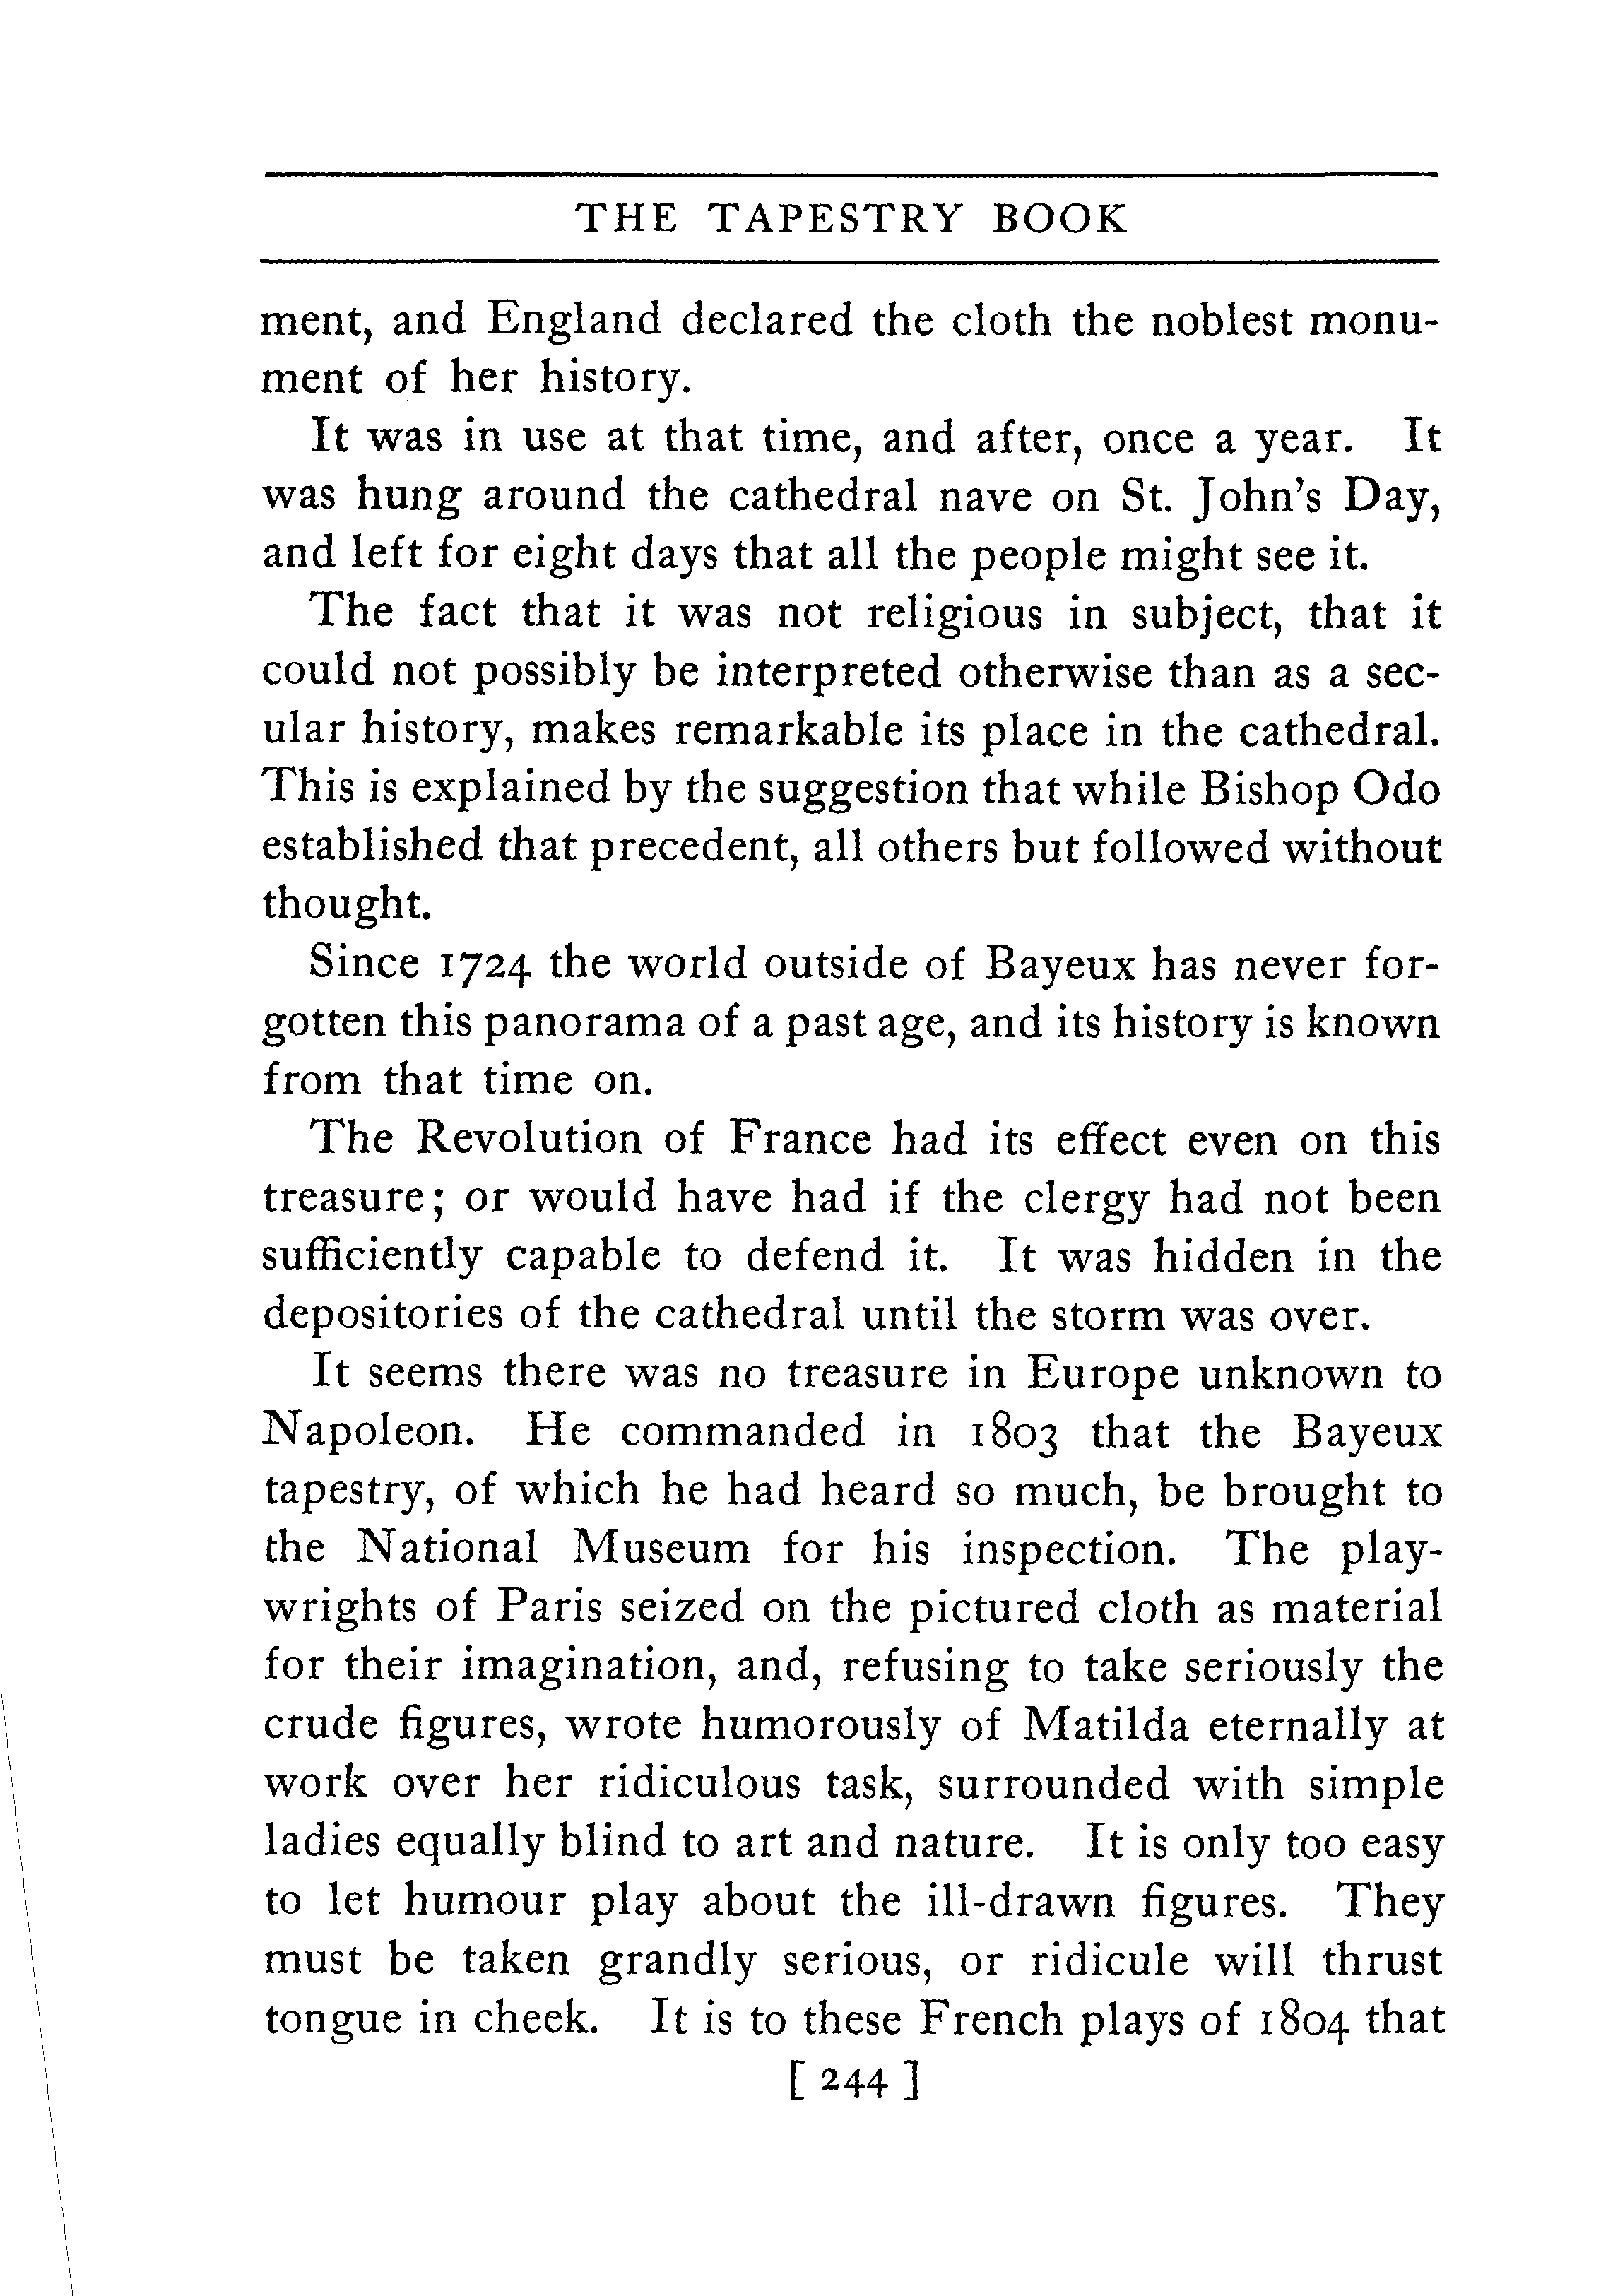 THE TAPESTRY BOOK
ment, and England declared the cloth the noblest monu-
ment of her history.
It was in use at that time, and after, once a year. It
was hung around the cathedral nave on St. John's Day,
and left for eight days that all the people might see it.
The fact that it was not religious in subject, that it
could not possibly be interpreted otherwise than as a sec-
ular history, makes remarkable its place in the cathedral.
This is explained by the suggestion that while Bishop Odo
established that precedent, all others but followed without
thought.
Since 1724 the world outside of Bayeux has never for-
gotten this panorama of a past age, and its history is known
from that time on.
The Revolution of France had its effect even on this
treasure; or would have had if the clergy had not been
sufficiently capable to defend it. It was hidden in the
depositories of the cathedral until the storm was over.
It seems there was no treasure in Europe unknown to
Napoleon. He commanded in 1803 that the Bayeux
tapestry, of which he had heard so much, be brought to
the National Museum for his inspection. The play-
wrights of Paris seized on the pictured cloth as material
for their imagination, and, refusing to take seriously the
crude figures, wrote humorously of Matilda eternally at
work over her ridiculous task, surrounded with simple
ladies equally blind to art and nature. It is only too easy
to let humour play about the ill-drawn figures. They
must be taken grandly serious, or ridicule will thrust
tongue in cheek. It is to these French plays of 1804 that
[ 244 ]